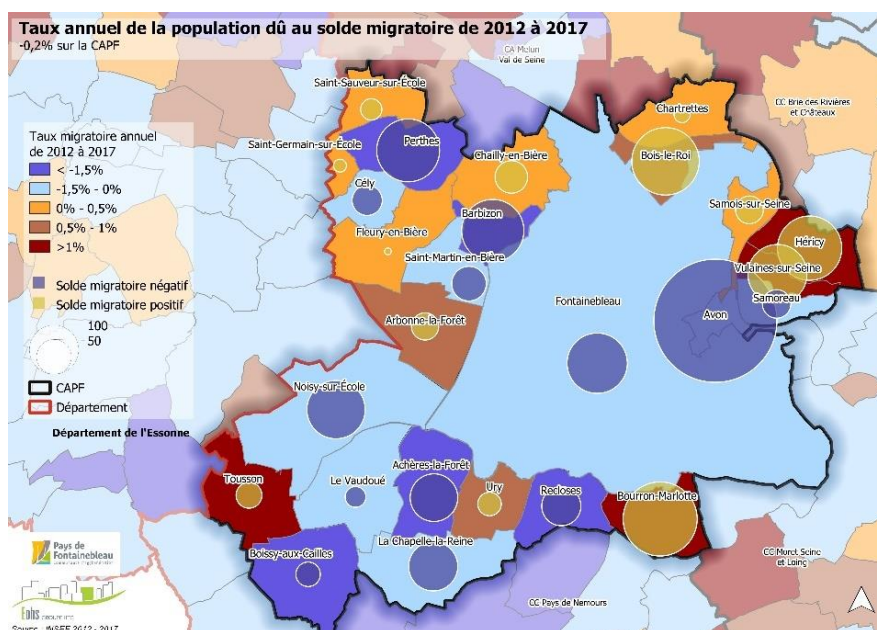 Taux annuel de la population dû au solde migratoire de 2012 à 2017
-0,2% sur la CAPF
CA Melun
Val de Seine
Saint-Sauveur-sur-École
Chartrettes
CC Brie des Rivières
et Châteaux
Taux migratoire annuel
de 2012 à 2017
< -1,5%
-1,5% - 0%
0% - 0,5%
0,5% - 1%
>1%
Solde migratoire négatif
Solde migratoire positif
100
50
CAPF
Département
Saint-Germain-sur-École
Perthes
Chailly-en-Bière
Bois-le-Roi
Cély
Barbizon
Samois-sur-Seine
Fleury-en-Bière
Héricy
Saint-Martin-en-Bière
Vulaines-sur-Seine
Samoreau
Fontainebleau
Avon
Arbonne-la-Forêt
Noisy-sur-École
Département de l'Essonne
Achères-la-Forêt
Tousson
Le Vaudoué
Ury
Recloses
Bourron-Marlotte
La Chapelle-la-Reine
Boissy-aux-Cailles
CC Moret Seine
et Loing
CC Pays de Nemours
Pays de
Fontainebleau
Eohs
Source : INSEE 2012 - 2017